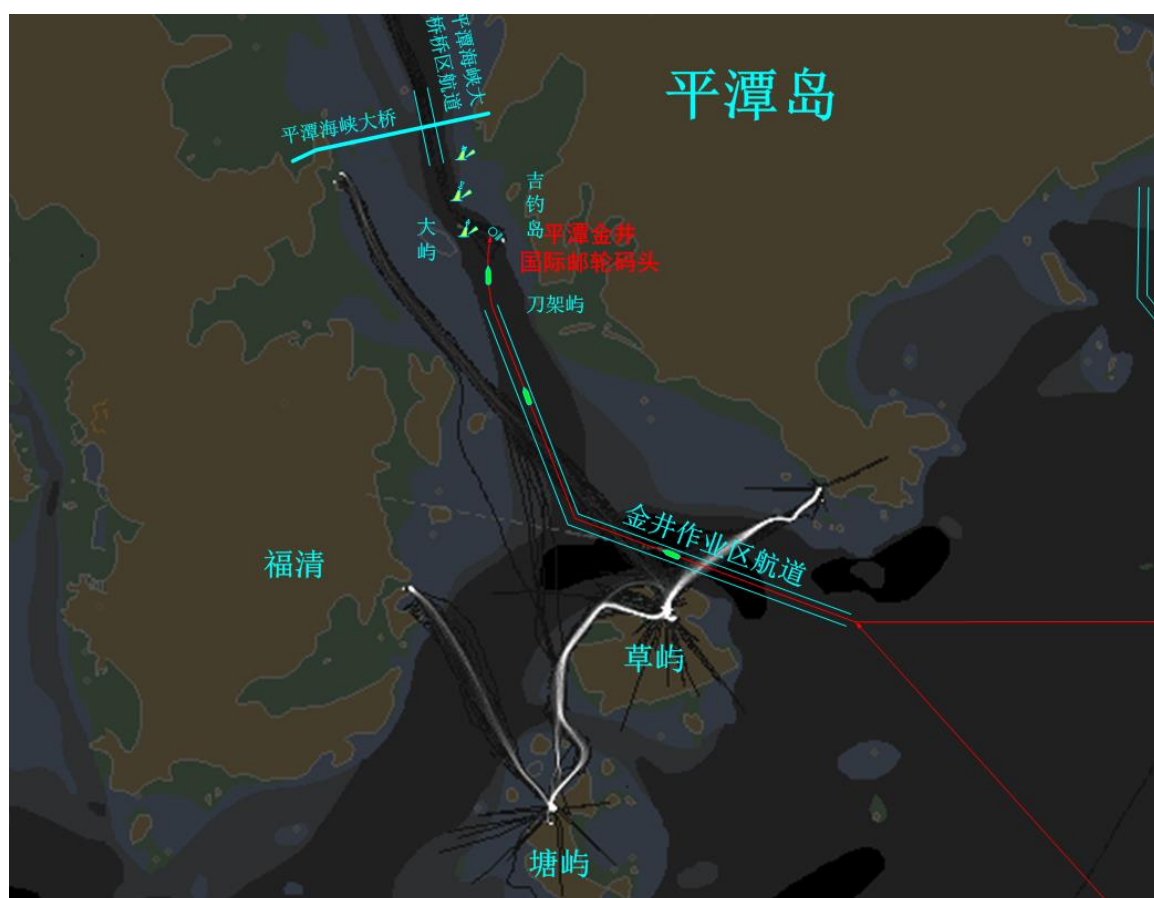 平潭海峡大
桥桥区航道
平潭岛
平潭海峡大桥
吉钓岛
大屿
平潭金井
国际邮轮码头
刀架屿
金井作业区航道
福清
草屿
塘屿